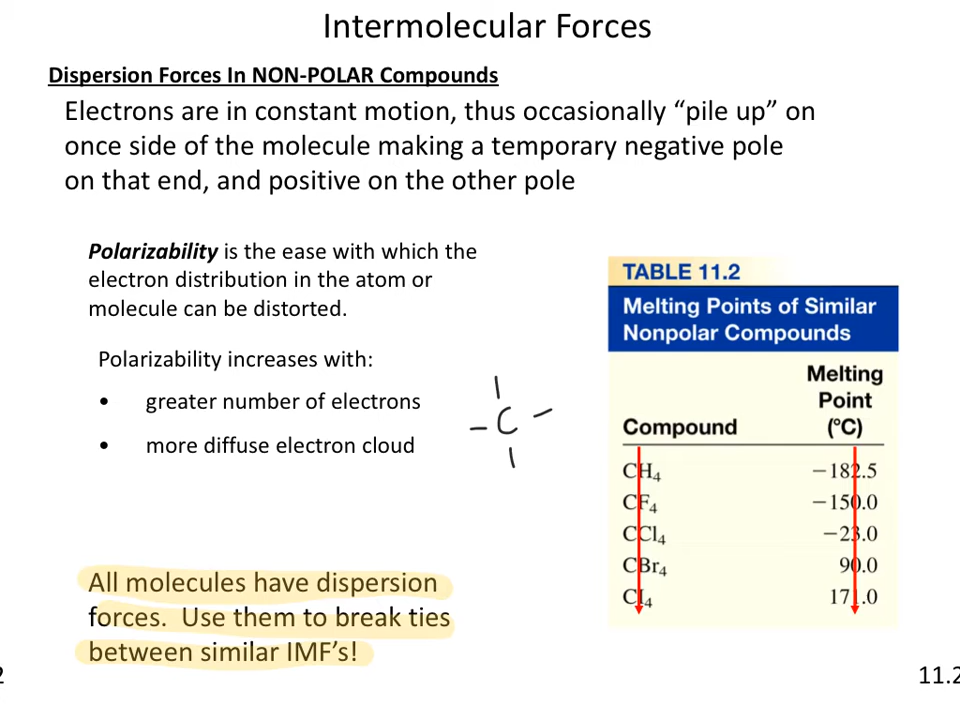 Intermolecular Forces
Dispersion Forces In NON-POLAR Compounds
Electrons are in constant motion, thus occasionally “pile up” on
once side of the molecule making a temporary negative pole
on that end, and positive on the other pole
Polarizability is the ease with which the
electron distribution in the atom or
molecule can be distorted.
Polarizability increases with:
• greater number of electrons
• more diffuse electron cloud
C
All molecules have dispersion
forces. Use them to break ties
between similar IMF’s!
TABLE 11.2
Melting Points of Similar
Nonpolar Compounds
Melting
Point
Compound (°C)
CH₄ −182.5
CF₄ −150.0
CCl₄ −23.0
CBr₄ 90.0
CI₄ 171.0
2
11.2